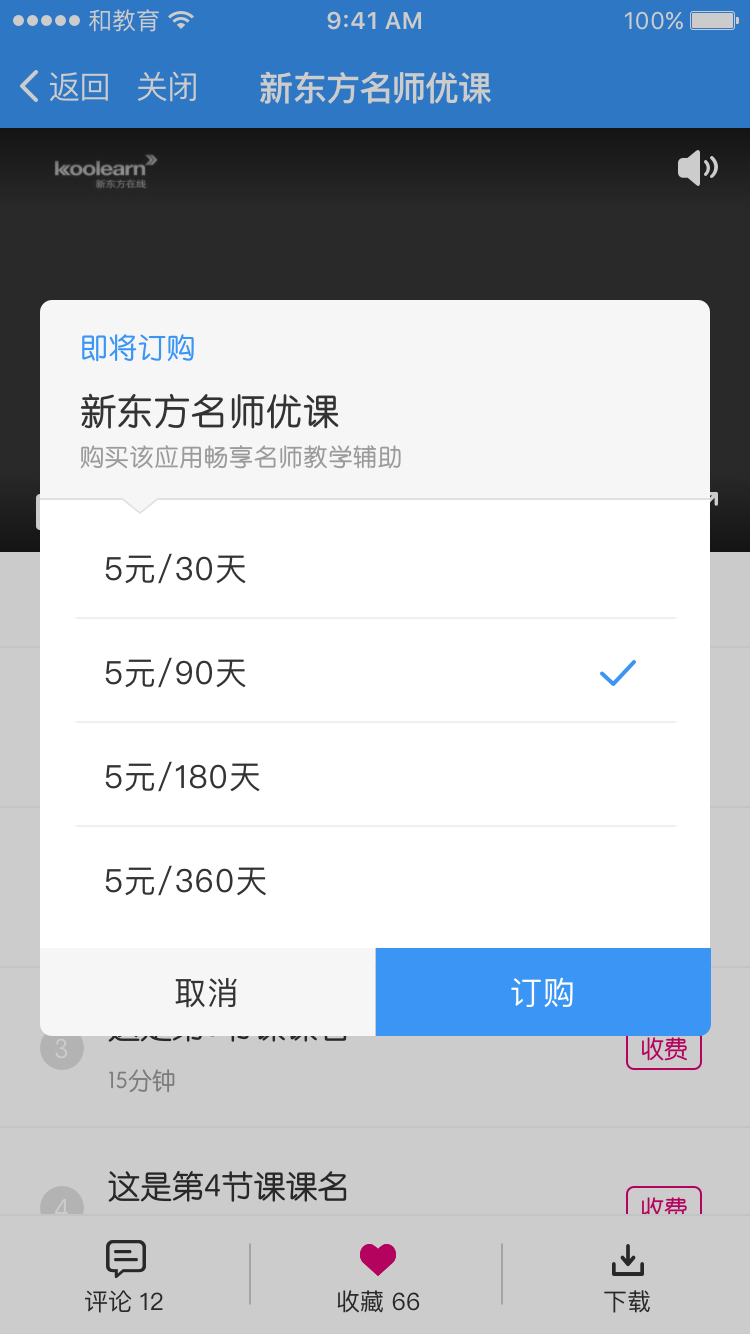 和教育 9:41 AM 100%
返回 关闭 新东方名师优课
koolearn
新东方在线
即将订购
新东方名师优课
购买该应用畅享名师教学辅助
5元/30天
5元/90天
5元/180天
5元/360天
取消 订购
3 收费
15分钟
这是第4节课课名
4 收费
评论 12 收藏 66 下载